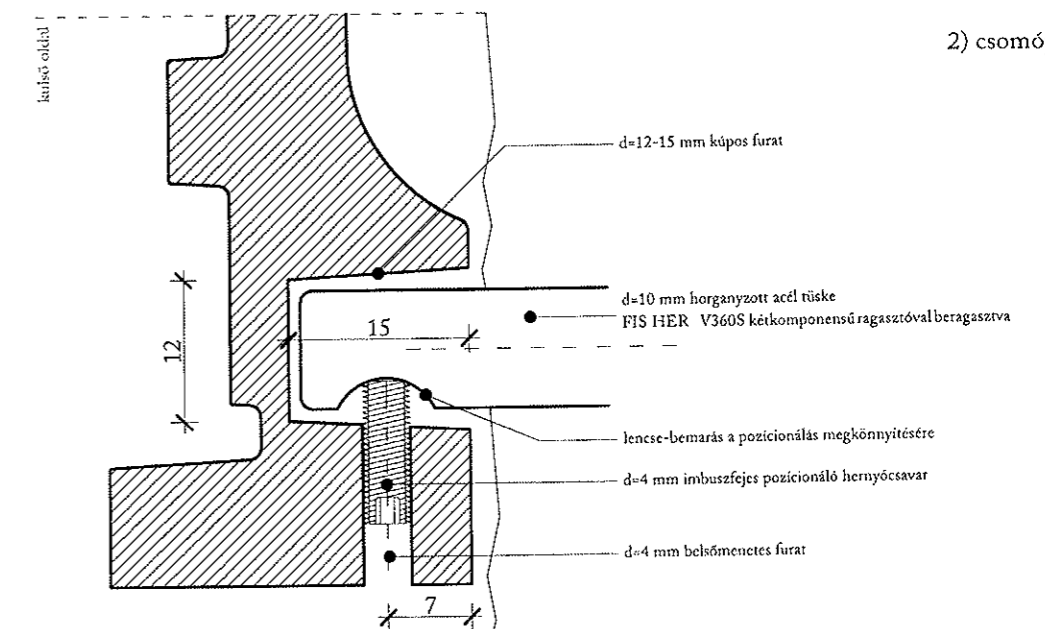 2) csomó
külső oldal
d=12-15 mm kúpos furat
d=10 mm horganyzott acél tüske
FIS HER V360S kétkomponensű ragasztóval beragasztva
15
12
lencse-bemarás a pozicionálás megkönnyítésére
d=4 mm imbuszfejes pozícionáló hernyócsavar
d=4 mm belsőmenetes furat
7